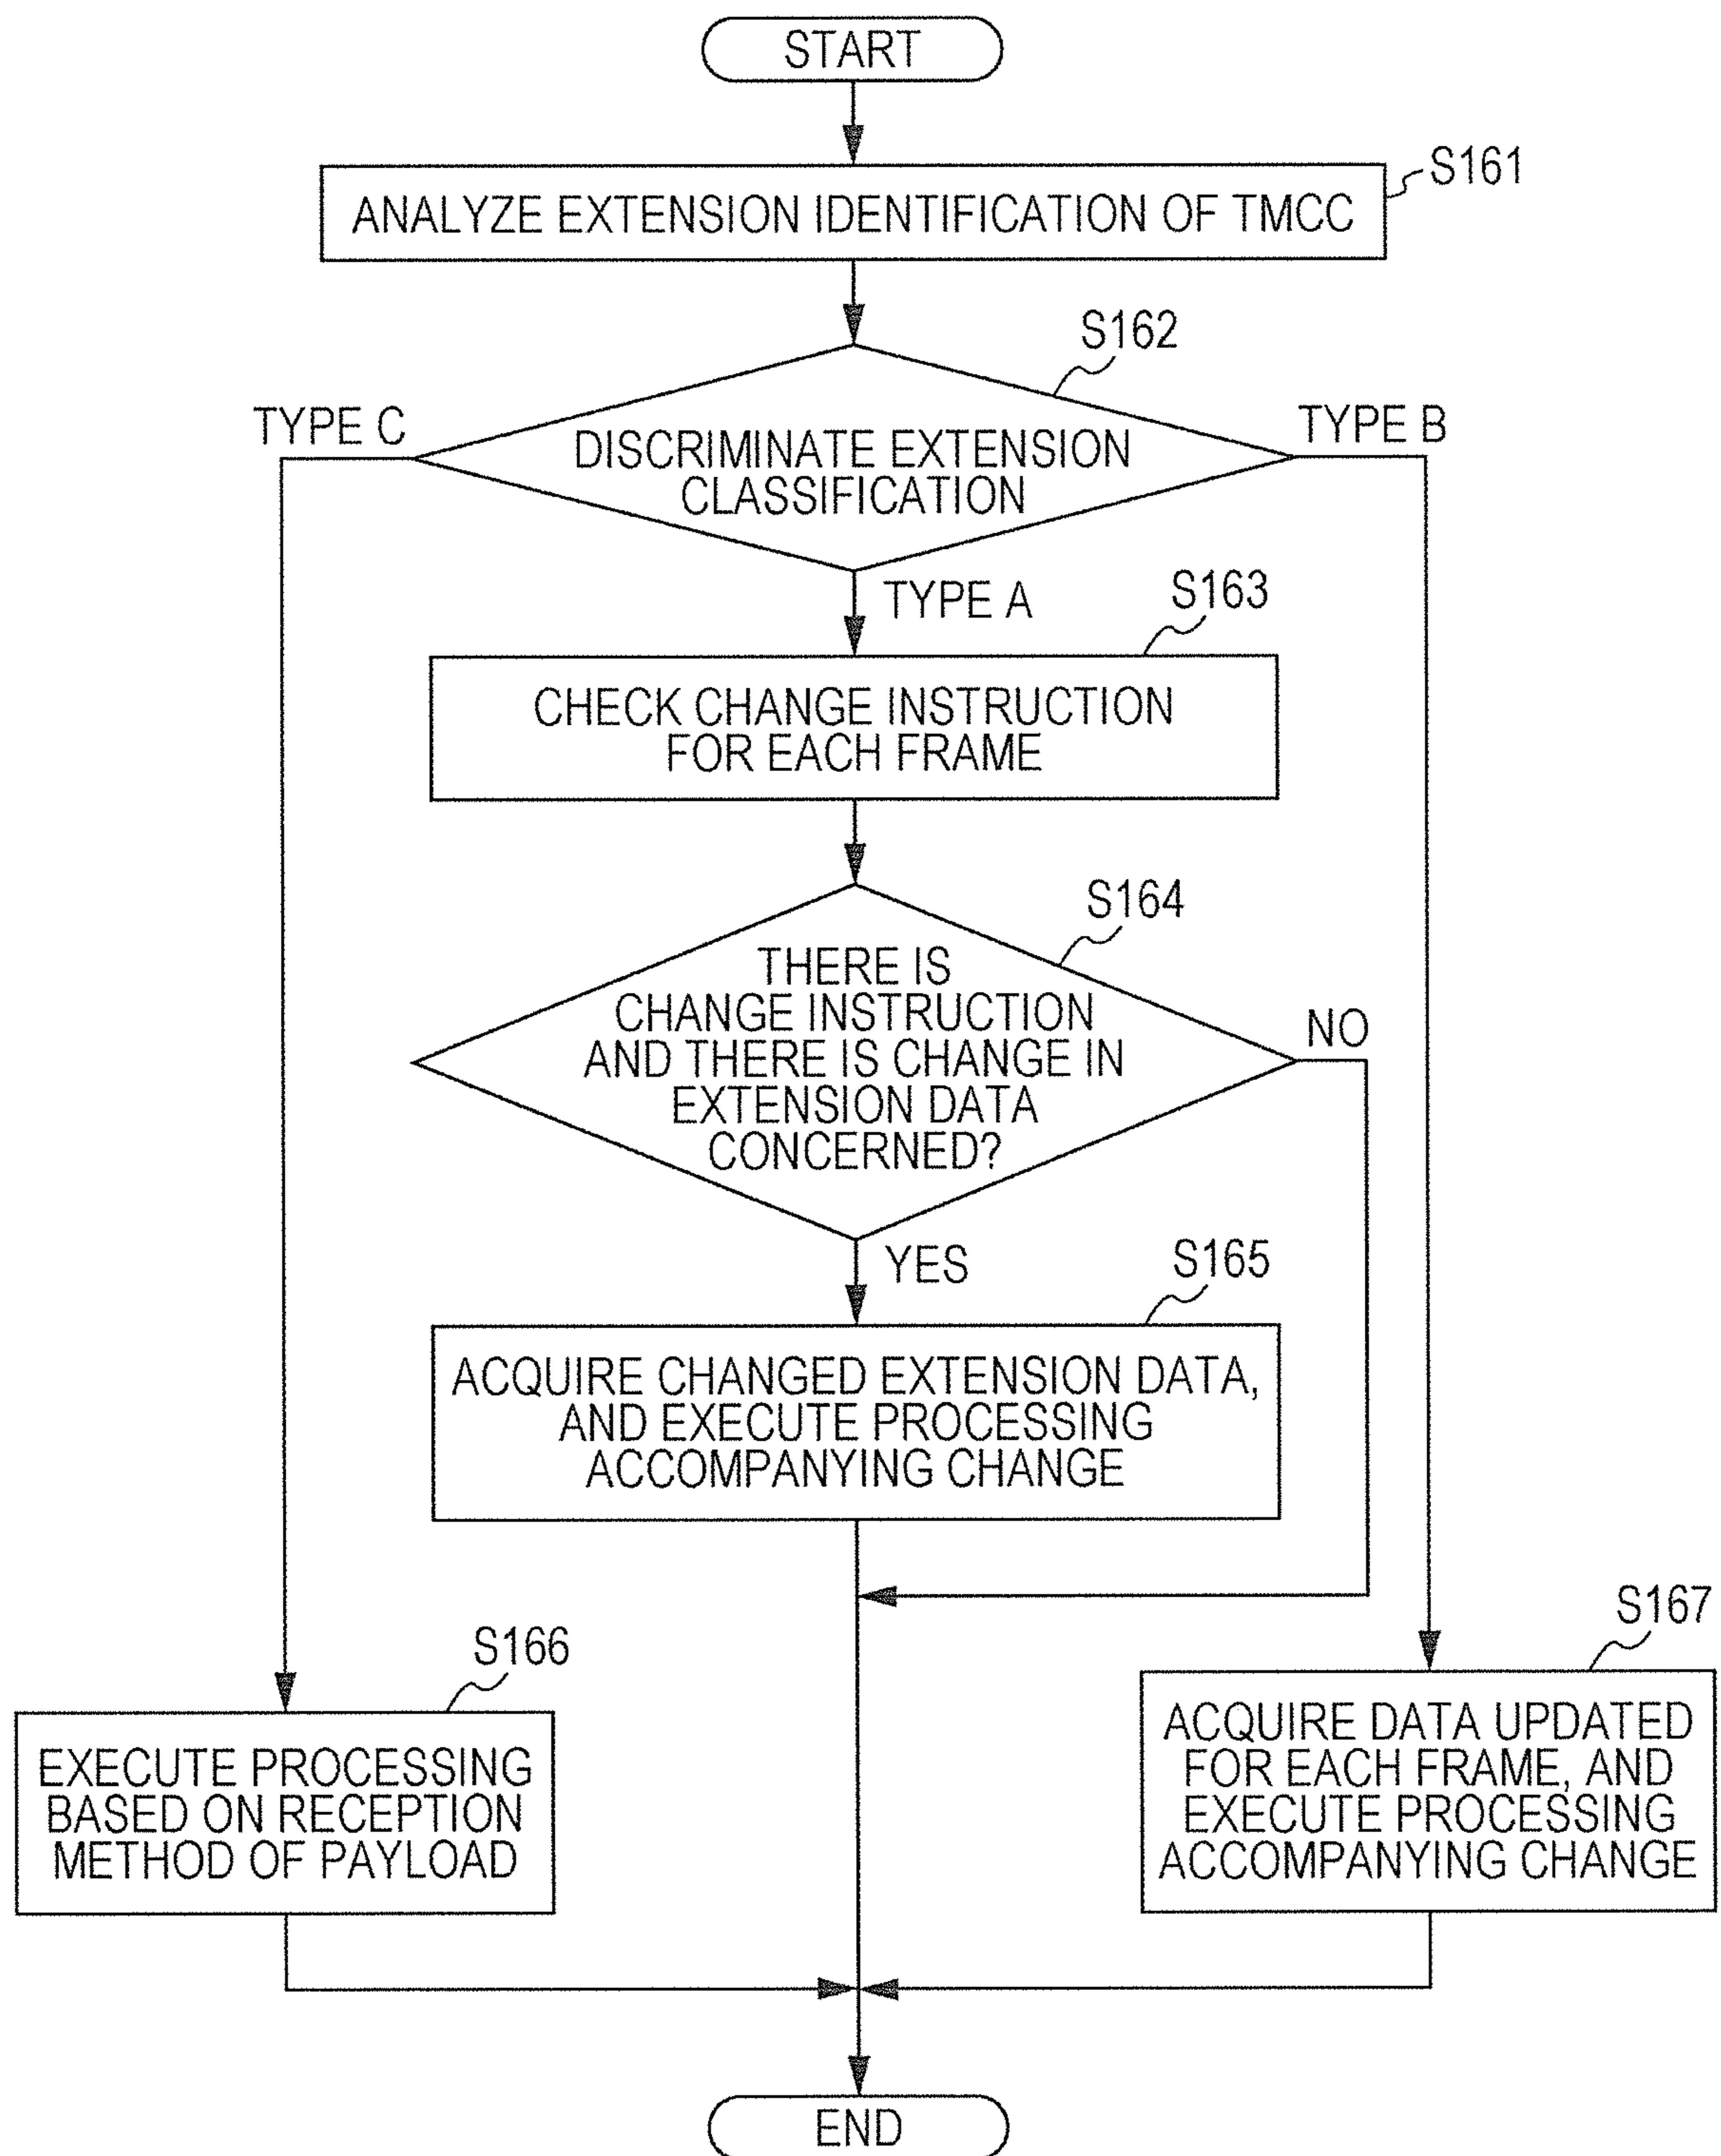 START
S161
ANALYZE EXTENSION IDENTIFICATION OF TMCC
S162
TYPE C
TYPE B
DISCRIMINATE EXTENSION
CLASSIFICATION
TYPE A
S163
CHECK CHANGE INSTRUCTION
FOR EACH FRAME
S164
THERE IS
CHANGE INSTRUCTION
AND THERE IS CHANGE IN
EXTENSION DATA
CONCERNED?
NO
YES
S165
ACQUIRE CHANGED EXTENSION DATA,
AND EXECUTE PROCESSING
ACCOMPANYING CHANGE
S166
EXECUTE PROCESSING
BASED ON RECEPTION
METHOD OF PAYLOAD
S167
ACQUIRE DATA UPDATED
FOR EACH FRAME, AND
EXECUTE PROCESSING
ACCOMPANYING CHANGE
END